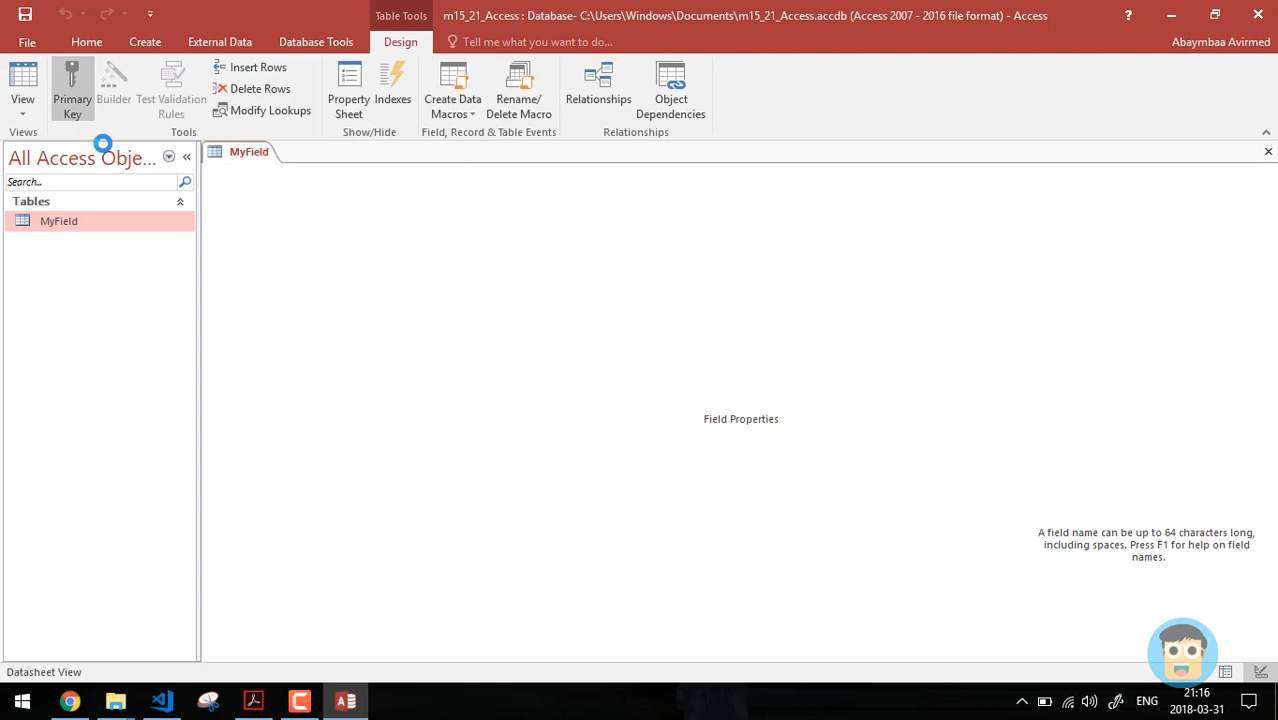 Table Tools
m15_21_Access : Database- C:\Users\Windows\Documents\m15_21_Access.accdb (Access 2007 - 2016 file format) - Access
?
File
Home
Create
External Data
Database Tools
Design
Tell me what you want to do...
Abaymbaa Avirmed
View
Primary Key
Builder
Test Validation Rules
Insert Rows
Delete Rows
Modify Lookups
Property Sheet
Indexes
Create Data Macros
Rename/ Delete Macro
Relationships
Object Dependencies
Views
Tools
Show/Hide
Field, Record & Table Events
Relationships
All Access Obje...
Search...
Tables
MyField
MyField
Field Properties
A field name can be up to 64 characters long,
including spaces. Press F1 for help on field
names.
Datasheet View
ENG
21:16
2018-03-31